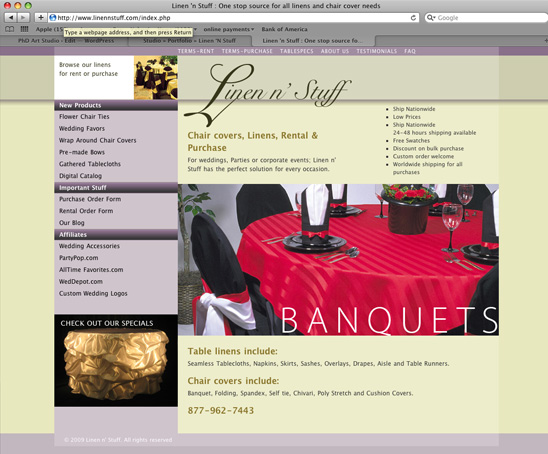 Linen 'n Stuff : One stop source for all linens and chair cover needs
http://www.linennstuff.com/index.php
Google
Apple (15
Type a webpage address, and then press Return
online payments
Bank of America
PhD Art Studio › Edit — WordPress
Studio » Portfolio » Linen 'N Stuff
Linen 'n Stuff : One stop source fo...
TERMS-RENT TERMS-PURCHASE TABLESPECS ABOUT US TESTIMONIALS FAQ
Browse our linens
for rent or purchase
New Products
Flower Chair Ties
Wedding Favors
Wrap Around Chair Covers
Pre-made Bows
Gathered Tablecloths
Digital Catalog
Important Stuff
Purchase Order Form
Rental Order Form
Our Blog
Affiliates
Wedding Accessories
PartyPop.com
AllTime Favorites.com
WedDepot.com
Custom Wedding Logos
CHECK OUT OUR SPECIALS
Linen n' Stuff
Chair covers, Linens, Rental &
Purchase
For weddings, Parties or corporate events; Linen n'
Stuff has the perfect solution for every occasion.
Ship Nationwide
Low Prices
Ship Nationwide
24-48 hours shipping available
Free Swatches
Discount on bulk purchase
Custom order welcome
Worldwide shipping for all
purchases
BANQUETS
Table linens include:
Seamless Tablecloths, Napkins, Skirts, Sashes, Overlays, Drapes, Aisle and Table Runners.
Chair covers include:
Banquet, Folding, Spandex, Self tie, Chivari, Poly Stretch and Cushion Covers.
877-962-7443
© 2009 Linen n' Stuff. All rights reserved